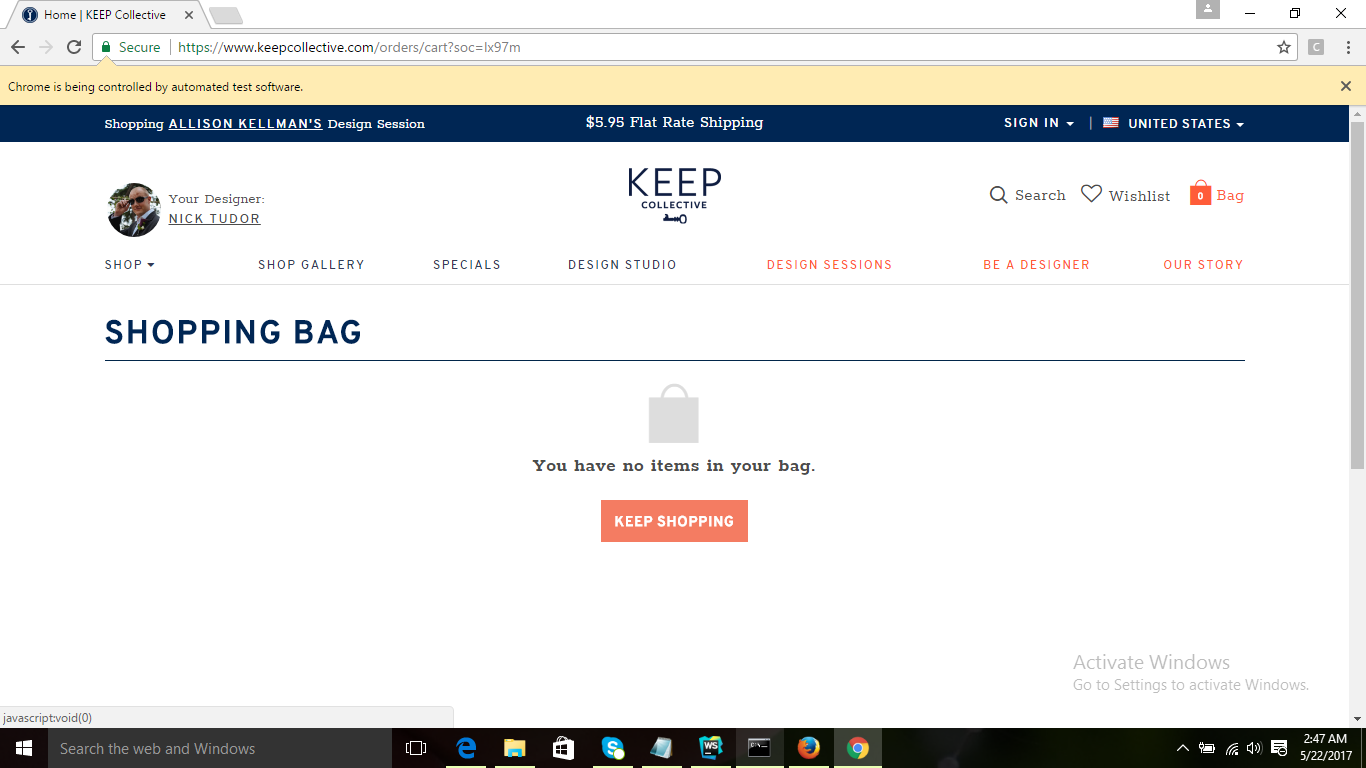 Home | KEEP Collective
Secure | https://www.keepcollective.com/orders/cart?soc=lx97m
C
Chrome is being controlled by automated test software.
Shopping ALLISON KELLMAN'S Design Session
$5.95 Flat Rate Shipping
SIGN IN | UNITED STATES
Your Designer:
NICK TUDOR
KEEP
COLLECTIVE
Search
Wishlist
0 Bag
SHOP
SHOP GALLERY
SPECIALS
DESIGN STUDIO
DESIGN SESSIONS
BE A DESIGNER
OUR STORY
SHOPPING BAG
You have no items in your bag.
KEEP SHOPPING
Activate Windows
Go to Settings to activate Windows.
javascript:void(0)
Search the web and Windows
WS
2:47 AM
5/22/2017